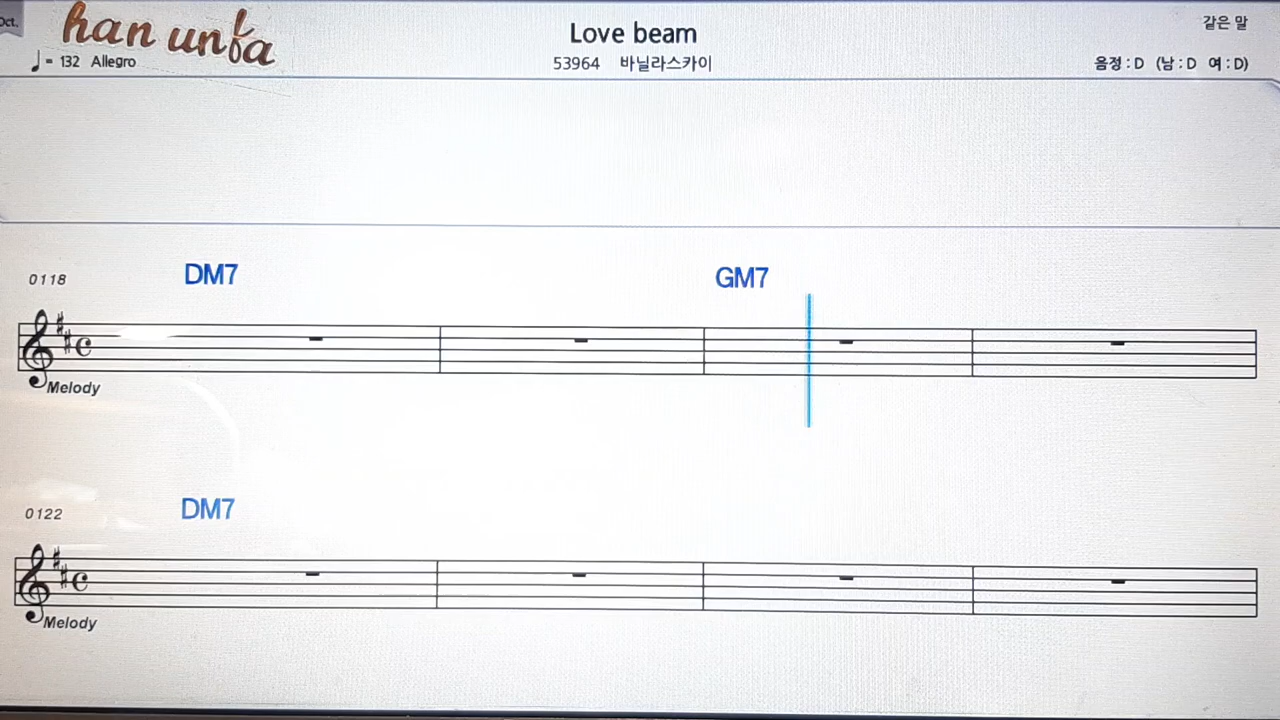 Oct.
han unfa
Love beam
같은 말
♩= 132 Allegro
53964 바닐라스카이
음정 : D (남 : D 여 : D)
0118
DM7
GM7
Melody
0122
DM7
Melody